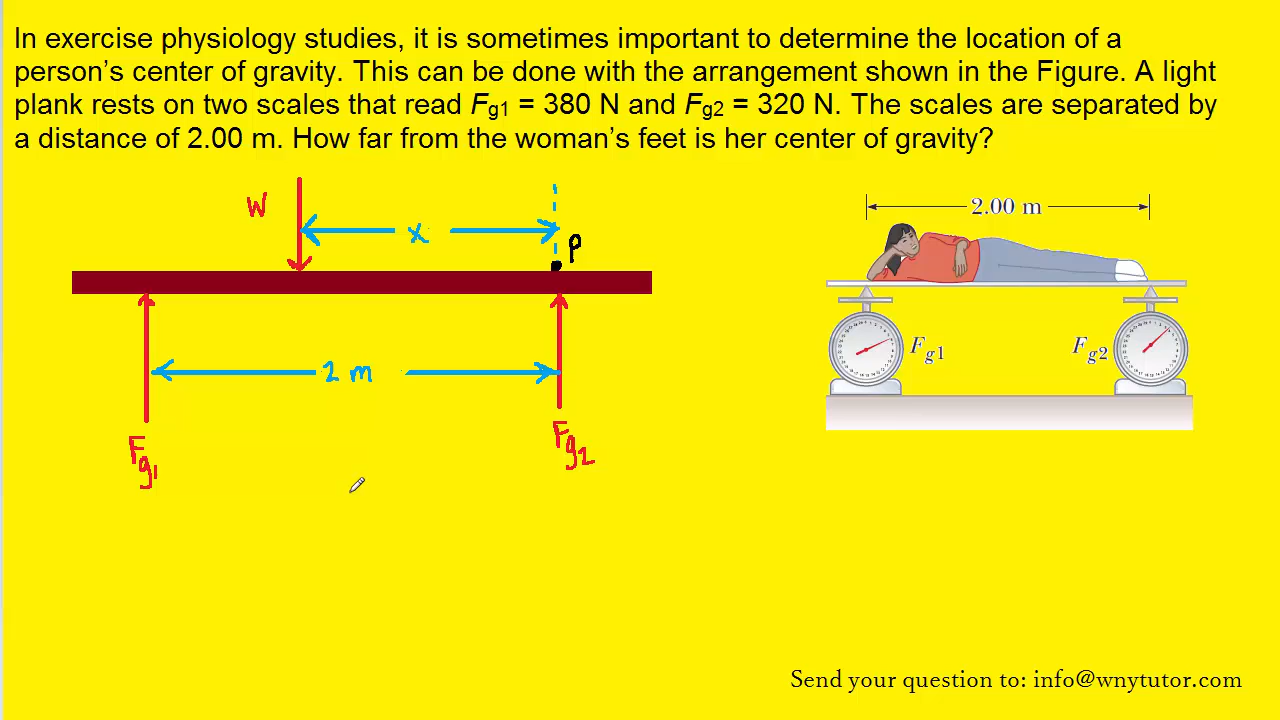 In exercise physiology studies, it is sometimes important to determine the location of a
person's center of gravity. This can be done with the arrangement shown in the Figure. A light
plank rests on two scales that read Fg1 = 380 N and Fg2 = 320 N. The scales are separated by
a distance of 2.00 m. How far from the woman's feet is her center of gravity?
W
x
P
2 m
Fg1
Fg2
2.00 m
Fg1
Fg2
Send your question to: info@wnytutor.com